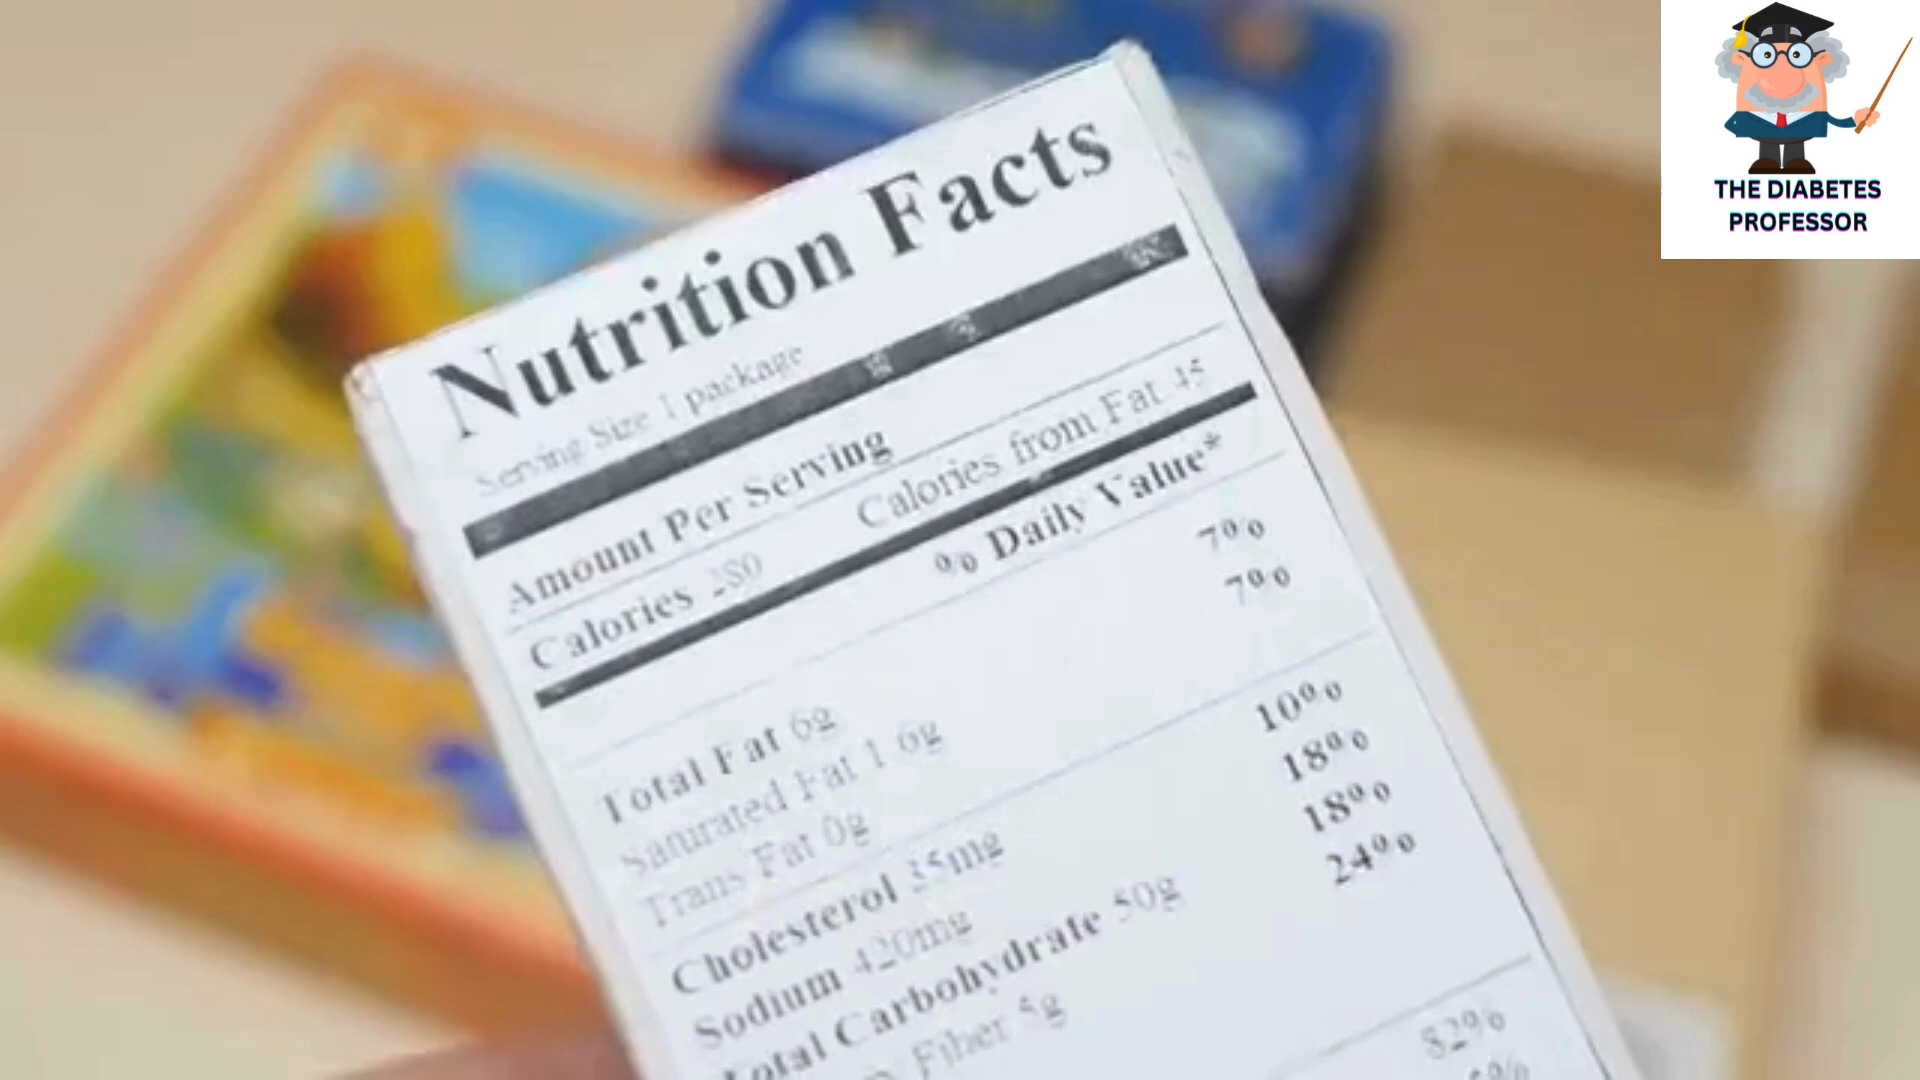 Nutrition Facts
Serving Size 1 package
Amount Per Serving
Calories 280 Calories from Fat 45
% Daily Value*
Total Fat 6g 7%
Saturated Fat 1 6g 7%
Trans Fat 0g
Cholesterol 35mg 10%
Sodium 420mg 18%
Total Carbohydrate 50g 18%
Fiber 5g 24%
82%
THE DIABETES
PROFESSOR